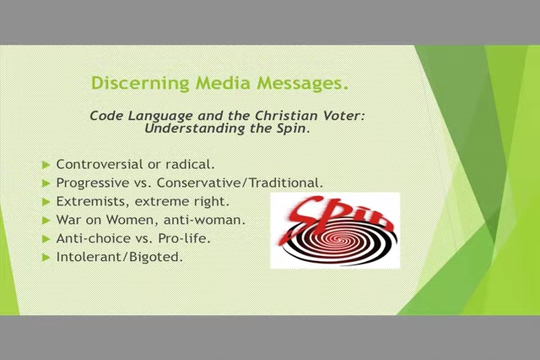 Discerning Media Messages.
Code Language and the Christian Voter:
Understanding the Spin.
Controversial or radical.
Progressive vs. Conservative/Traditional.
Extremists, extreme right.
War on Women, anti-woman.
Anti-choice vs. Pro-life.
Intolerant/Bigoted.
Spin